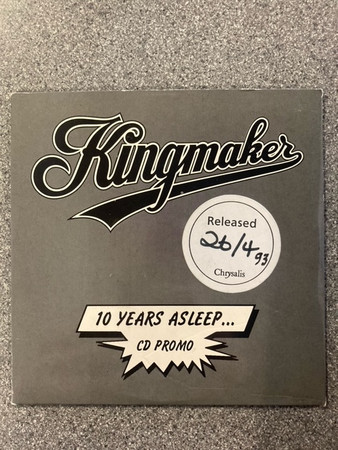 Kingmaker
Released
26/4 93
Chrysalis
10 YEARS ASLEEP...
CD PROMO